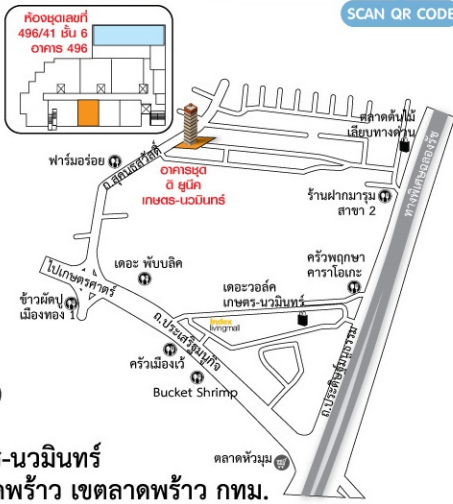 SCAN QR CODE
ห้องชุดเลขที่
496/41 ชั้น 6
อาคาร 496
ตลาดต้นไม้
เลียบทางด่วน
ทางพิเศษฉลองรัช
ถ.สุคนธสวัสดิ์
ฟาร์มอร่อย
อาคารชุด
ดิ ยูนีค
เกษตร-นวมินทร์
ร้านฝากมารุม
สาขา 2
ครัวพฤกษา
คาราโอเกะ
ไปเกษตรศาสตร์
เดอะ พับบลิค
เดอะวอล์ค
เกษตร-นวมินทร์
ข้าวผัดปู
เมืองทอง 1
index
livingmall
ถ.ประเสริฐมนูกิจ
ถ.ประดิษฐ์มนูธรรม
ครัวเมืองเว้
Bucket Shrimp
ตลาดหัวมุม
-นวมินทร์
พร้าว เขตลาดพร้าว กทม.